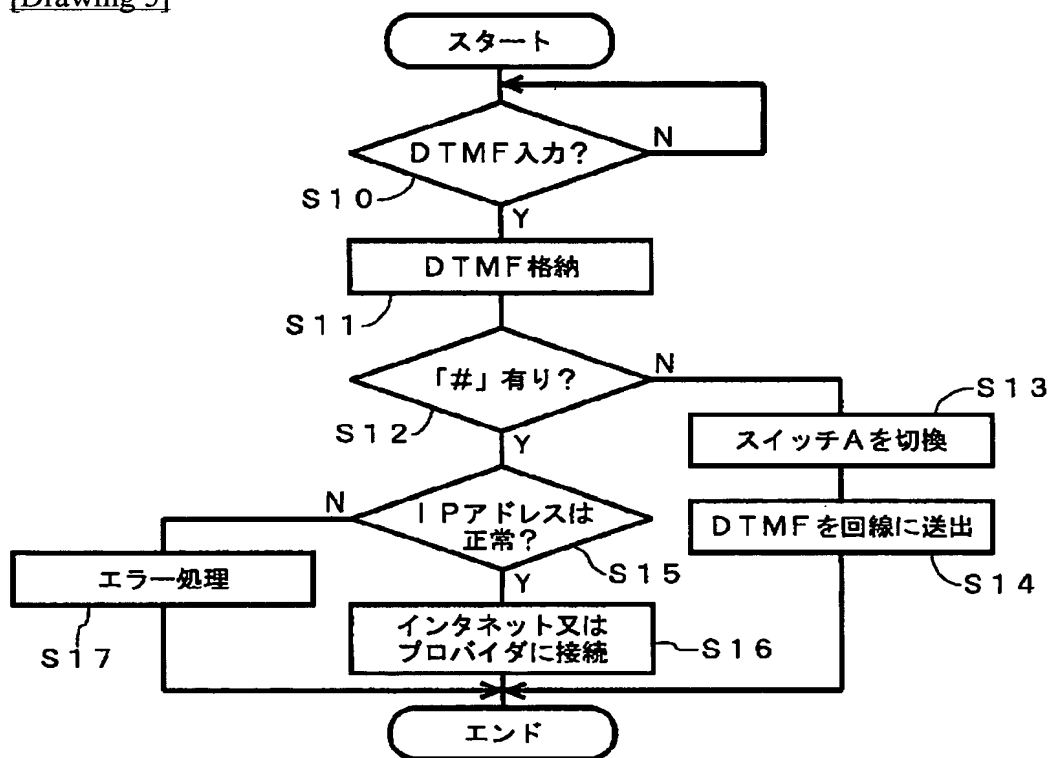 [Drawing 5]
スタート
DTMF入力?
N
S10
Y
DTMF格納
S11
「#」有り?
N
S12
Y
S13
スイッチAを切換
IPアドレスは
正常?
N
S15
Y
DTMFを回線に送出
S14
エラー処理
S17
インタネット又は
プロバイダに接続
S16
エンド